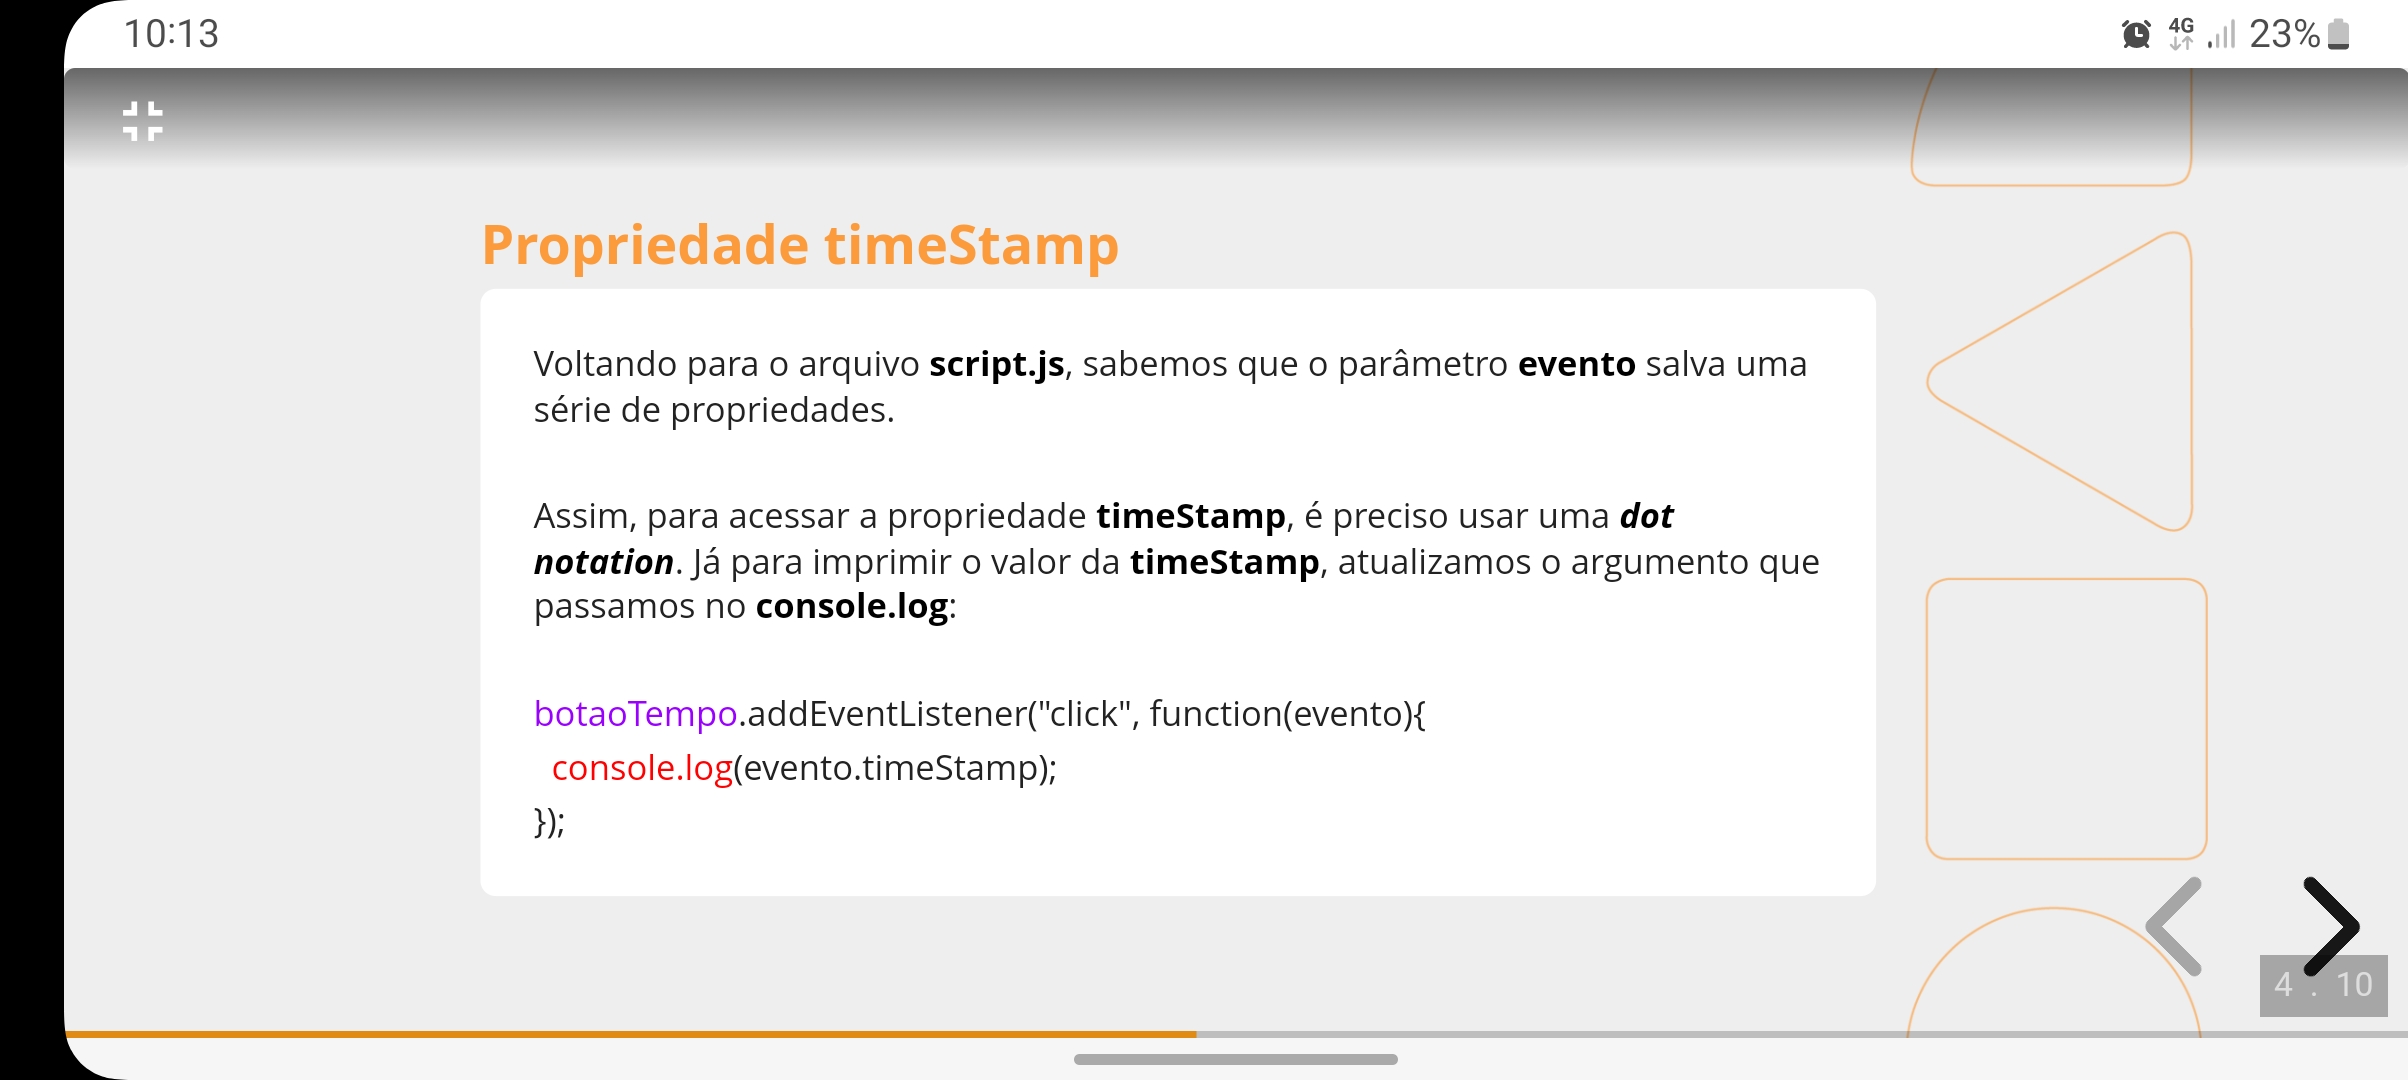 10:13
4G
23%
Propriedade timeStamp
Voltando para o arquivo script.js, sabemos que o parâmetro evento salva uma
série de propriedades.
Assim, para acessar a propriedade timeStamp, é preciso usar uma dot
notation. Já para imprimir o valor da timeStamp, atualizamos o argumento que
passamos no console.log:
botaoTempo.addEventListener("click", function(evento){
console.log(evento.timeStamp);
});
4 . 10